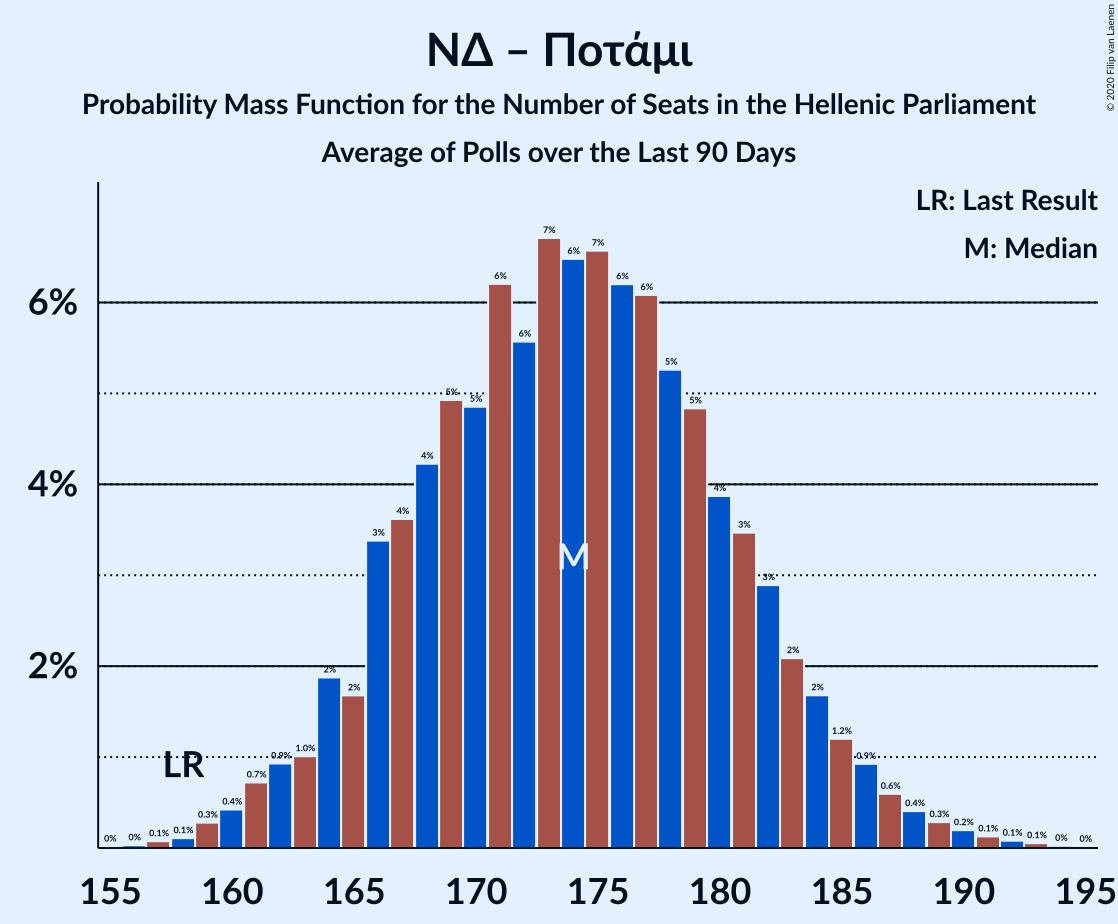 ΝΔ – Ποτάμι
Probability Mass Function for the Number of Seats in the Hellenic Parliament
Average of Polls over the Last 90 Days
© 2020 Filip van Laenen
LR: Last Result
M: Median
6%
4%
2%
0% 0% 0.1% 0.1% 0.3% 0.4% 0.7% 0.9% 1.0% 2% 2% 3% 4% 4% 5% 5% 6% 6% 7% 6% 7% 6% 6% 5% 5% 4% 3% 3% 2% 2% 1.2% 0.9% 0.6% 0.4% 0.3% 0.2% 0.1% 0.1% 0.1% 0% 0%
M
LR
155 160 165 170 175 180 185 190 195